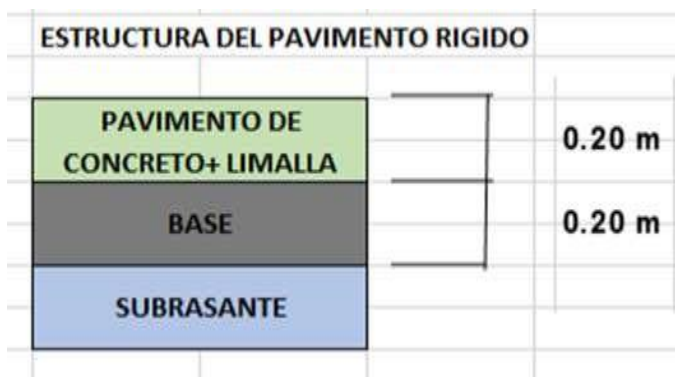 ESTRUCTURA DEL PAVIMENTO RIGIDO
PAVIMENTO DE
CONCRETO+ LIMALLA
0.20 m
BASE
0.20 m
SUBRASANTE